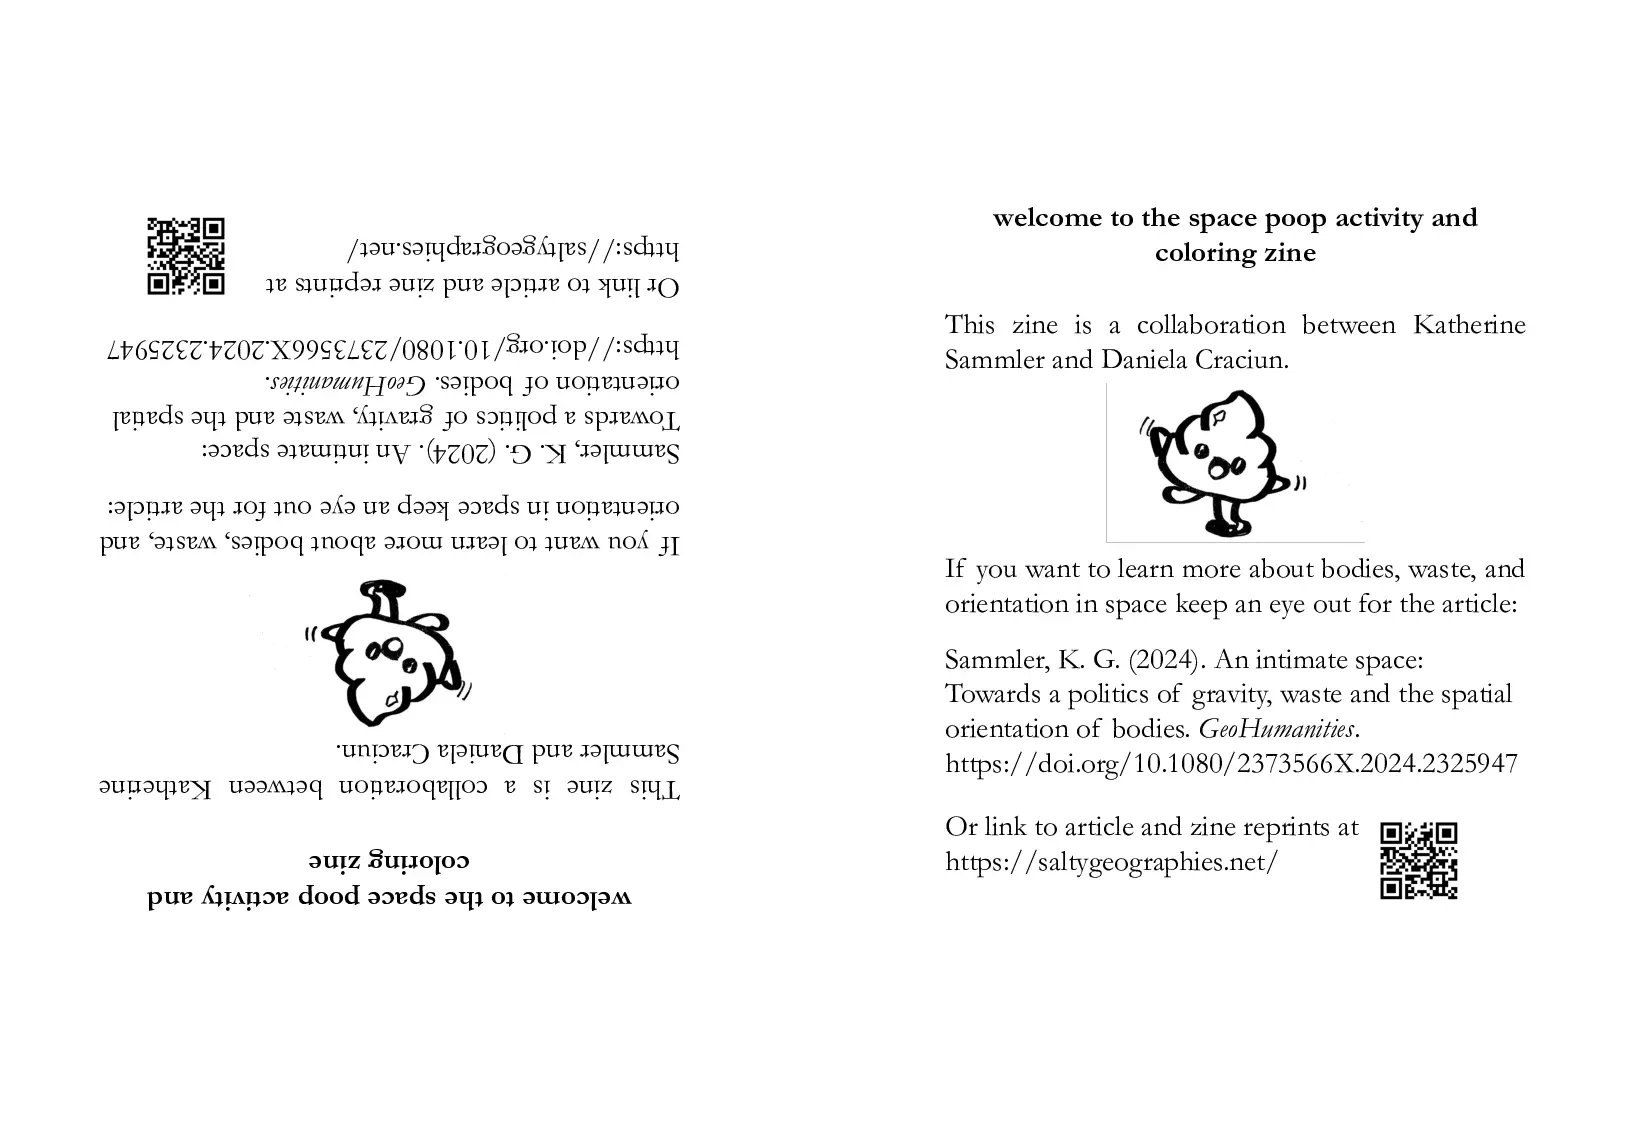 welcome to the space poop activity and
coloring zine
This zine is a collaboration between Katherine
Sammler and Daniela Craciun.
If you want to learn more about bodies, waste, and
orientation in space keep an eye out for the article:
Sammler, K. G. (2024). An intimate space:
Towards a politics of gravity, waste and the spatial
orientation of bodies. GeoHumanities.
https://doi.org/10.1080/2373566X.2024.2325947
Or link to article and zine reprints at
https://saltygeographies.net/
welcome to the space poop activity and
coloring zine
This zine is a collaboration between Katherine
Sammler and Daniela Craciun.
If you want to learn more about bodies, waste, and
orientation in space keep an eye out for the article:
Sammler, K. G. (2024). An intimate space:
Towards a politics of gravity, waste and the spatial
orientation of bodies. GeoHumanities.
https://doi.org/10.1080/2373566X.2024.2325947
Or link to article and zine reprints at
https://saltygeographies.net/